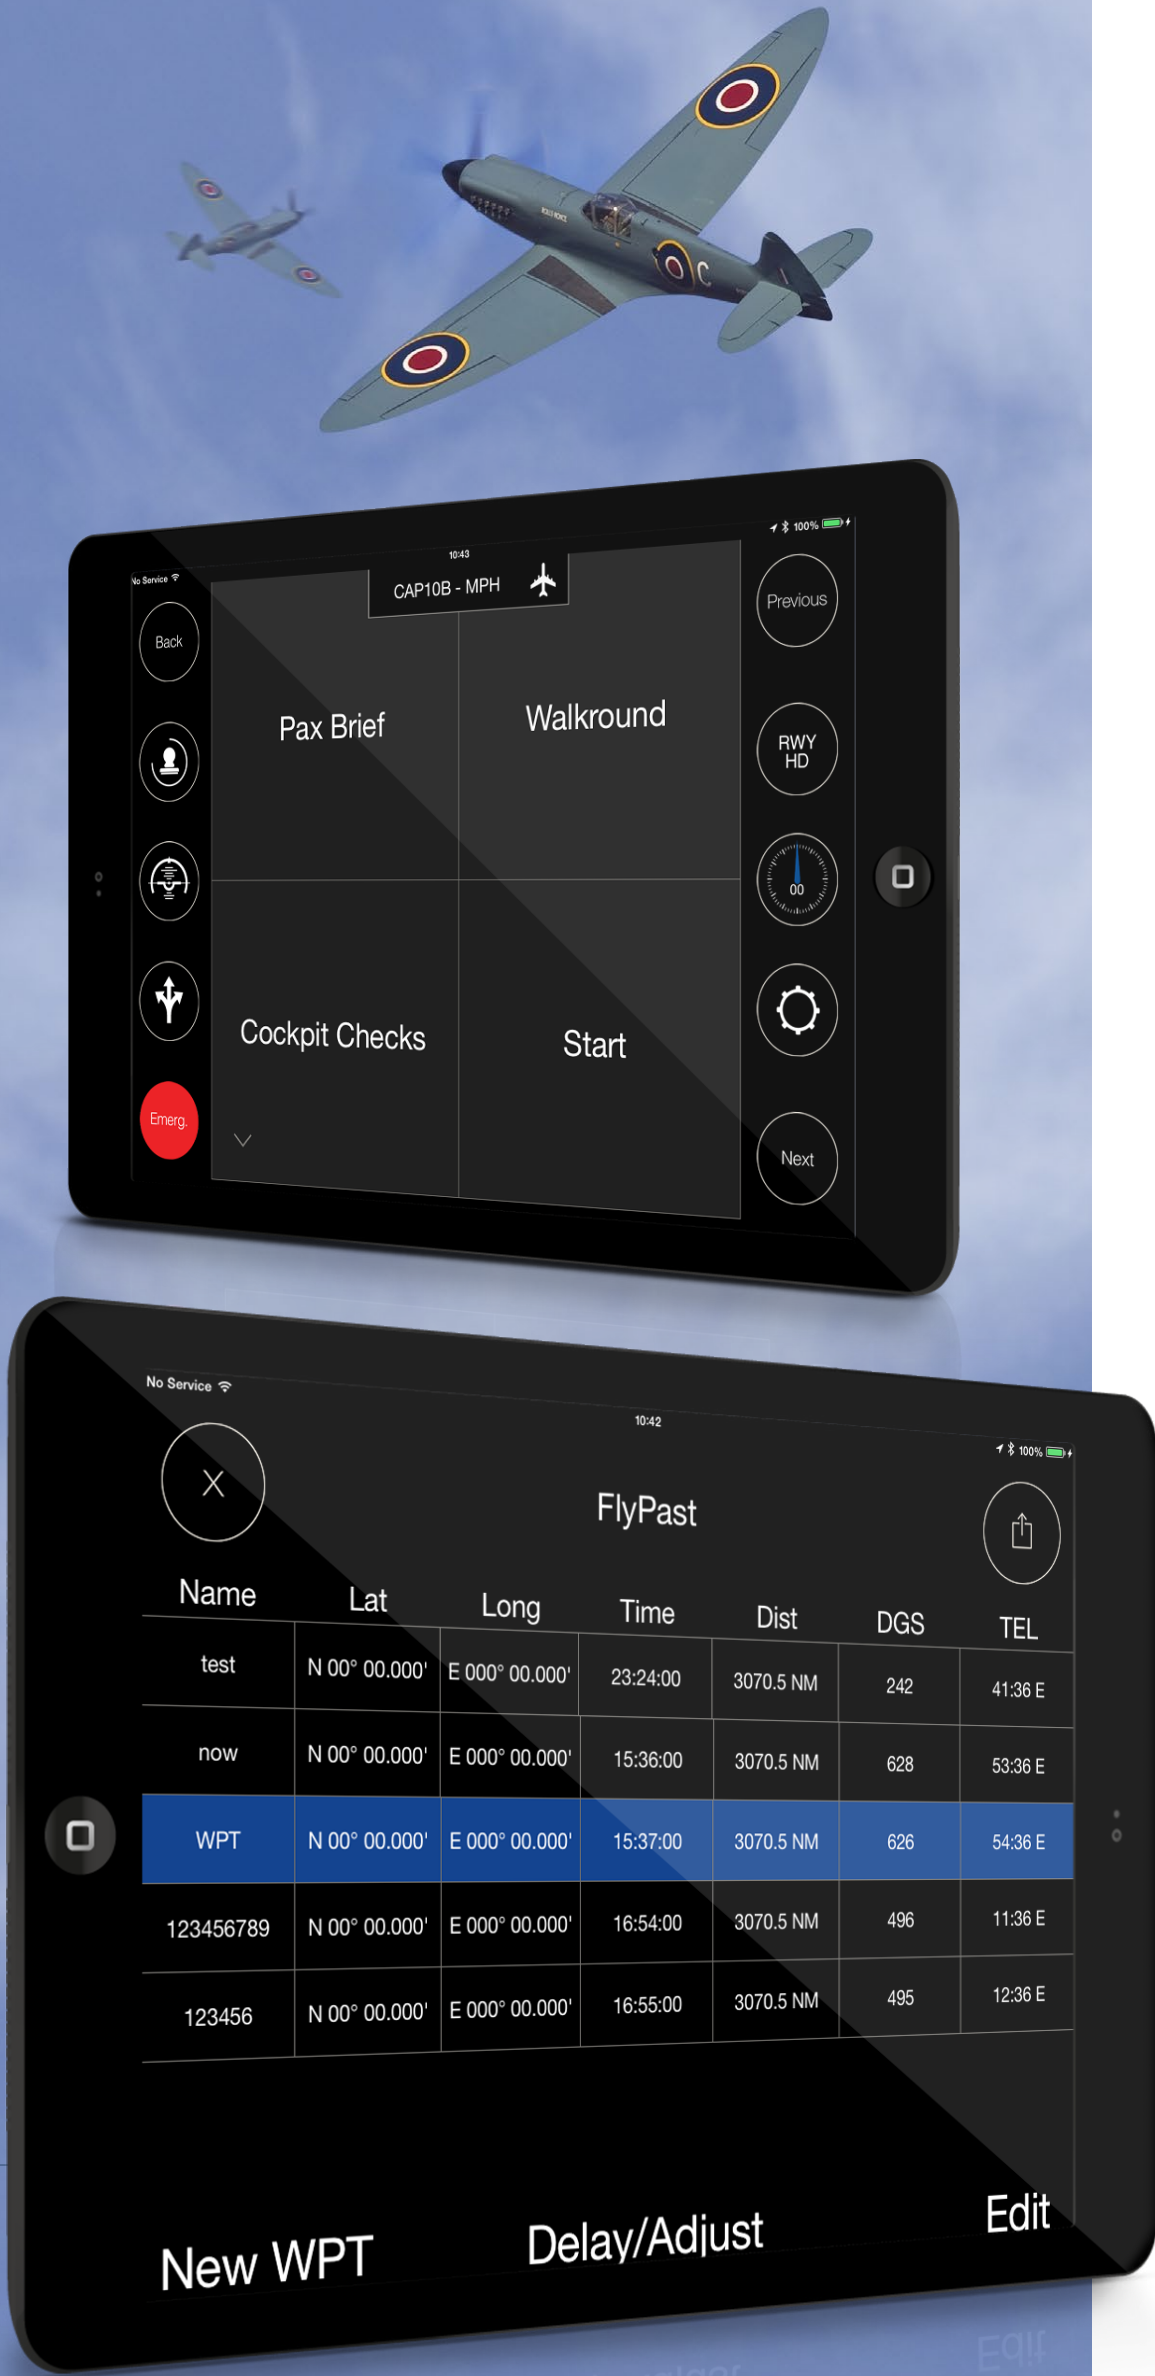 C
No Service
10:43
100%
CAP10B - MPH
Back
Previous
Pax Brief
Walkround
RWY
HD
00
Cockpit Checks
Start
Emerg.
Next
No Service
10:42
100%
X
FlyPast
Name Lat Long Time Dist DGS TEL
test N 00° 00.000' E 000° 00.000' 23:24:00 3070.5 NM 242 41:36 E
now N 00° 00.000' E 000° 00.000' 15:36:00 3070.5 NM 628 53:36 E
WPT N 00° 00.000' E 000° 00.000' 15:37:00 3070.5 NM 626 54:36 E
123456789 N 00° 00.000' E 000° 00.000' 16:54:00 3070.5 NM 496 11:36 E
123456 N 00° 00.000' E 000° 00.000' 16:55:00 3070.5 NM 495 12:36 E
New WPT Delay/Adjust Edit